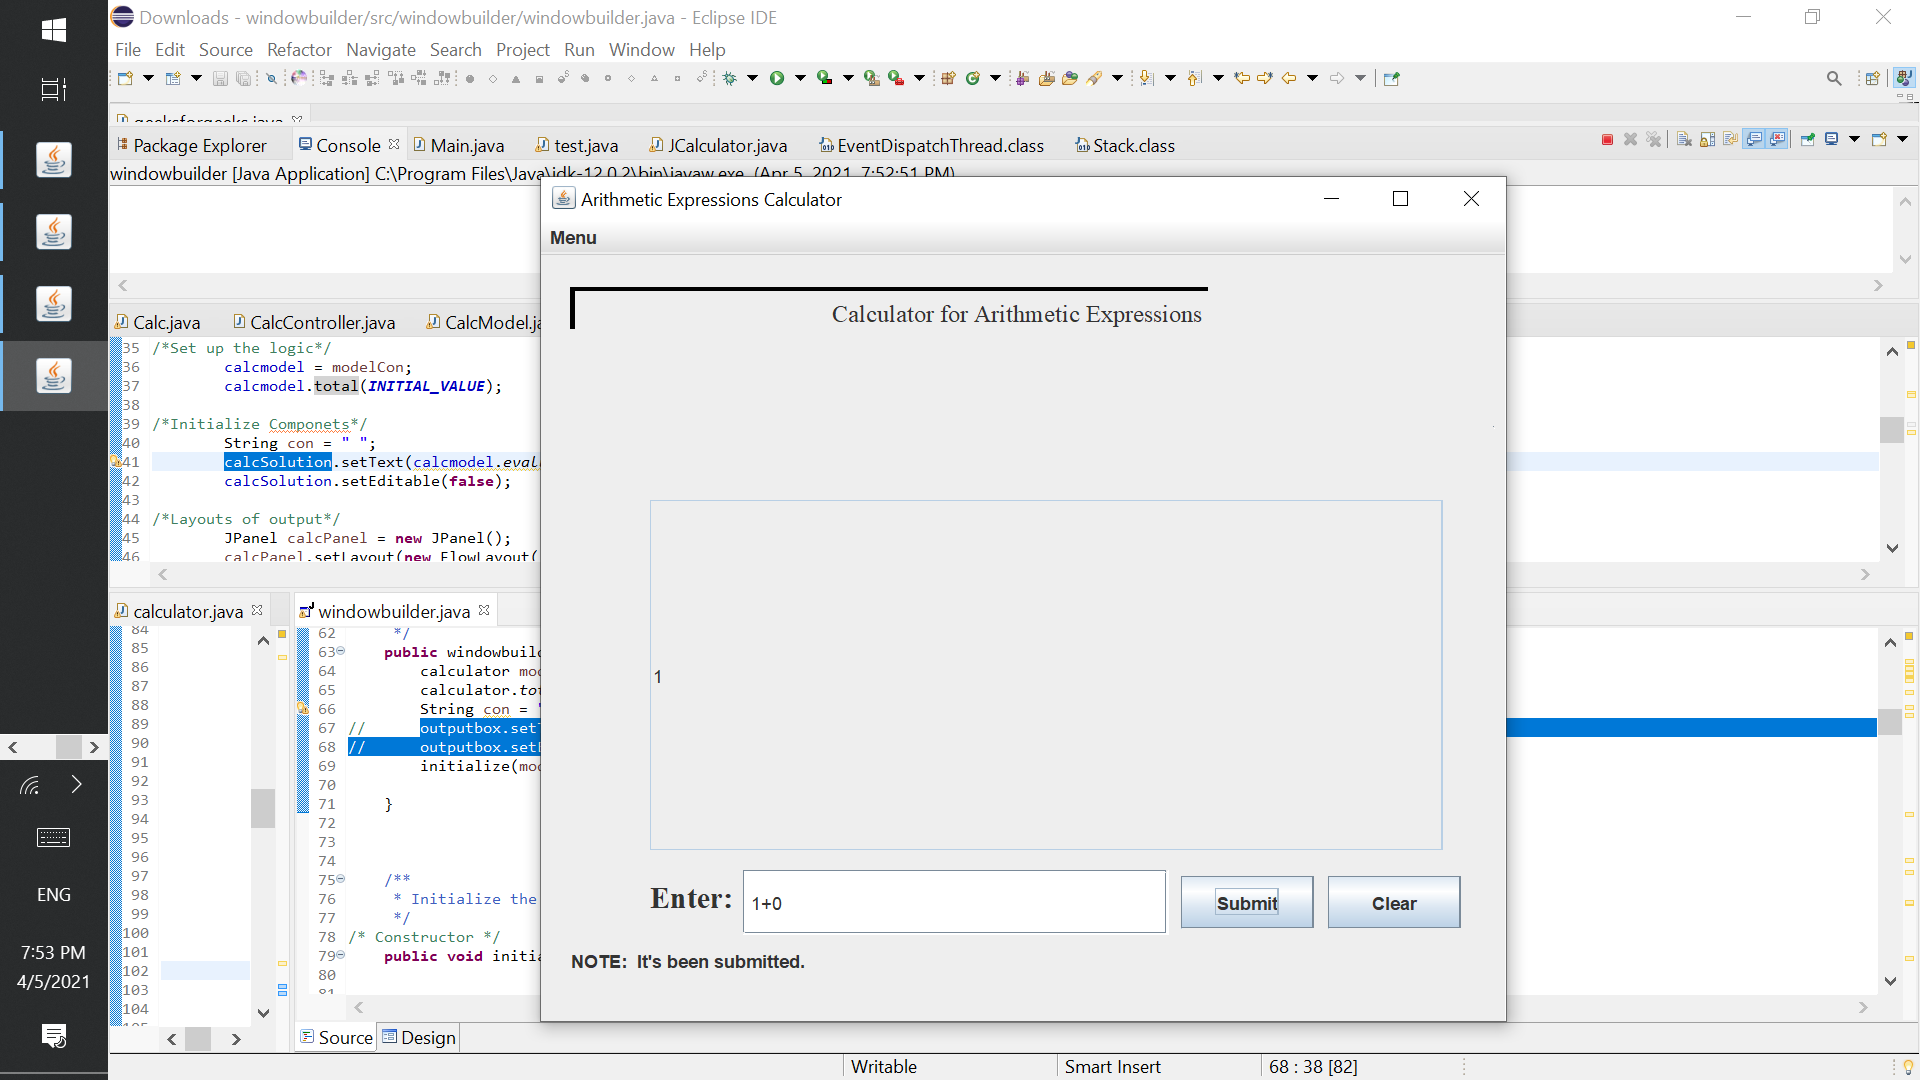 Downloads - windowbuilder/src/windowbuilder/windowbuilder.java - Eclipse IDE
File Edit Source Refactor Navigate Search Project Run Window Help
geeksforgeeks.java
Package Explorer Console Main.java test.java JCalculator.java EventDispatchThread.class Stack.class
windowbuilder [Java Application] C:\Program Files\Java\jdk-12.0.2\bin\javaw.exe (Apr 5, 2021, 7:52:51 PM)
Arithmetic Expressions Calculator
Menu
Calculator for Arithmetic Expressions
1
Enter: 1+0 Submit Clear
NOTE: It's been submitted.
Calc.java CalcController.java
35 /*Set up the logic*/
36 calcmodel = modelCon;
37 calcmodel.total(INITIAL_VALUE);
38
39 /*Initialize Componets*/
40 String con = " ";
41 calcSolution.setText(calcmodel.eval
42 calcSolution.setEditable(false);
43
44 /*Layouts of output*/
45 JPanel calcPanel = new JPanel();
46 calcPanel.setLayout(new FlowLayout(
calculator.java windowbuilder.java
84
85
86
87
88
89
90
91
92
93
94
95
96
97
98
99
100
101
102
103
104
62 */
63 public windowbuild
64 calculator mo
65 calculator.to
66 String con = "
67 // outputbox.set
68 // outputbox.set
69 initialize(mo
70
71 }
72
73
74
75 /**
76 * Initialize the
77 */
78 /* Constructor */
79 public void initia
80
81
Source Design
Writable Smart Insert 68 : 38 [82]
ENG
7:53 PM
4/5/2021